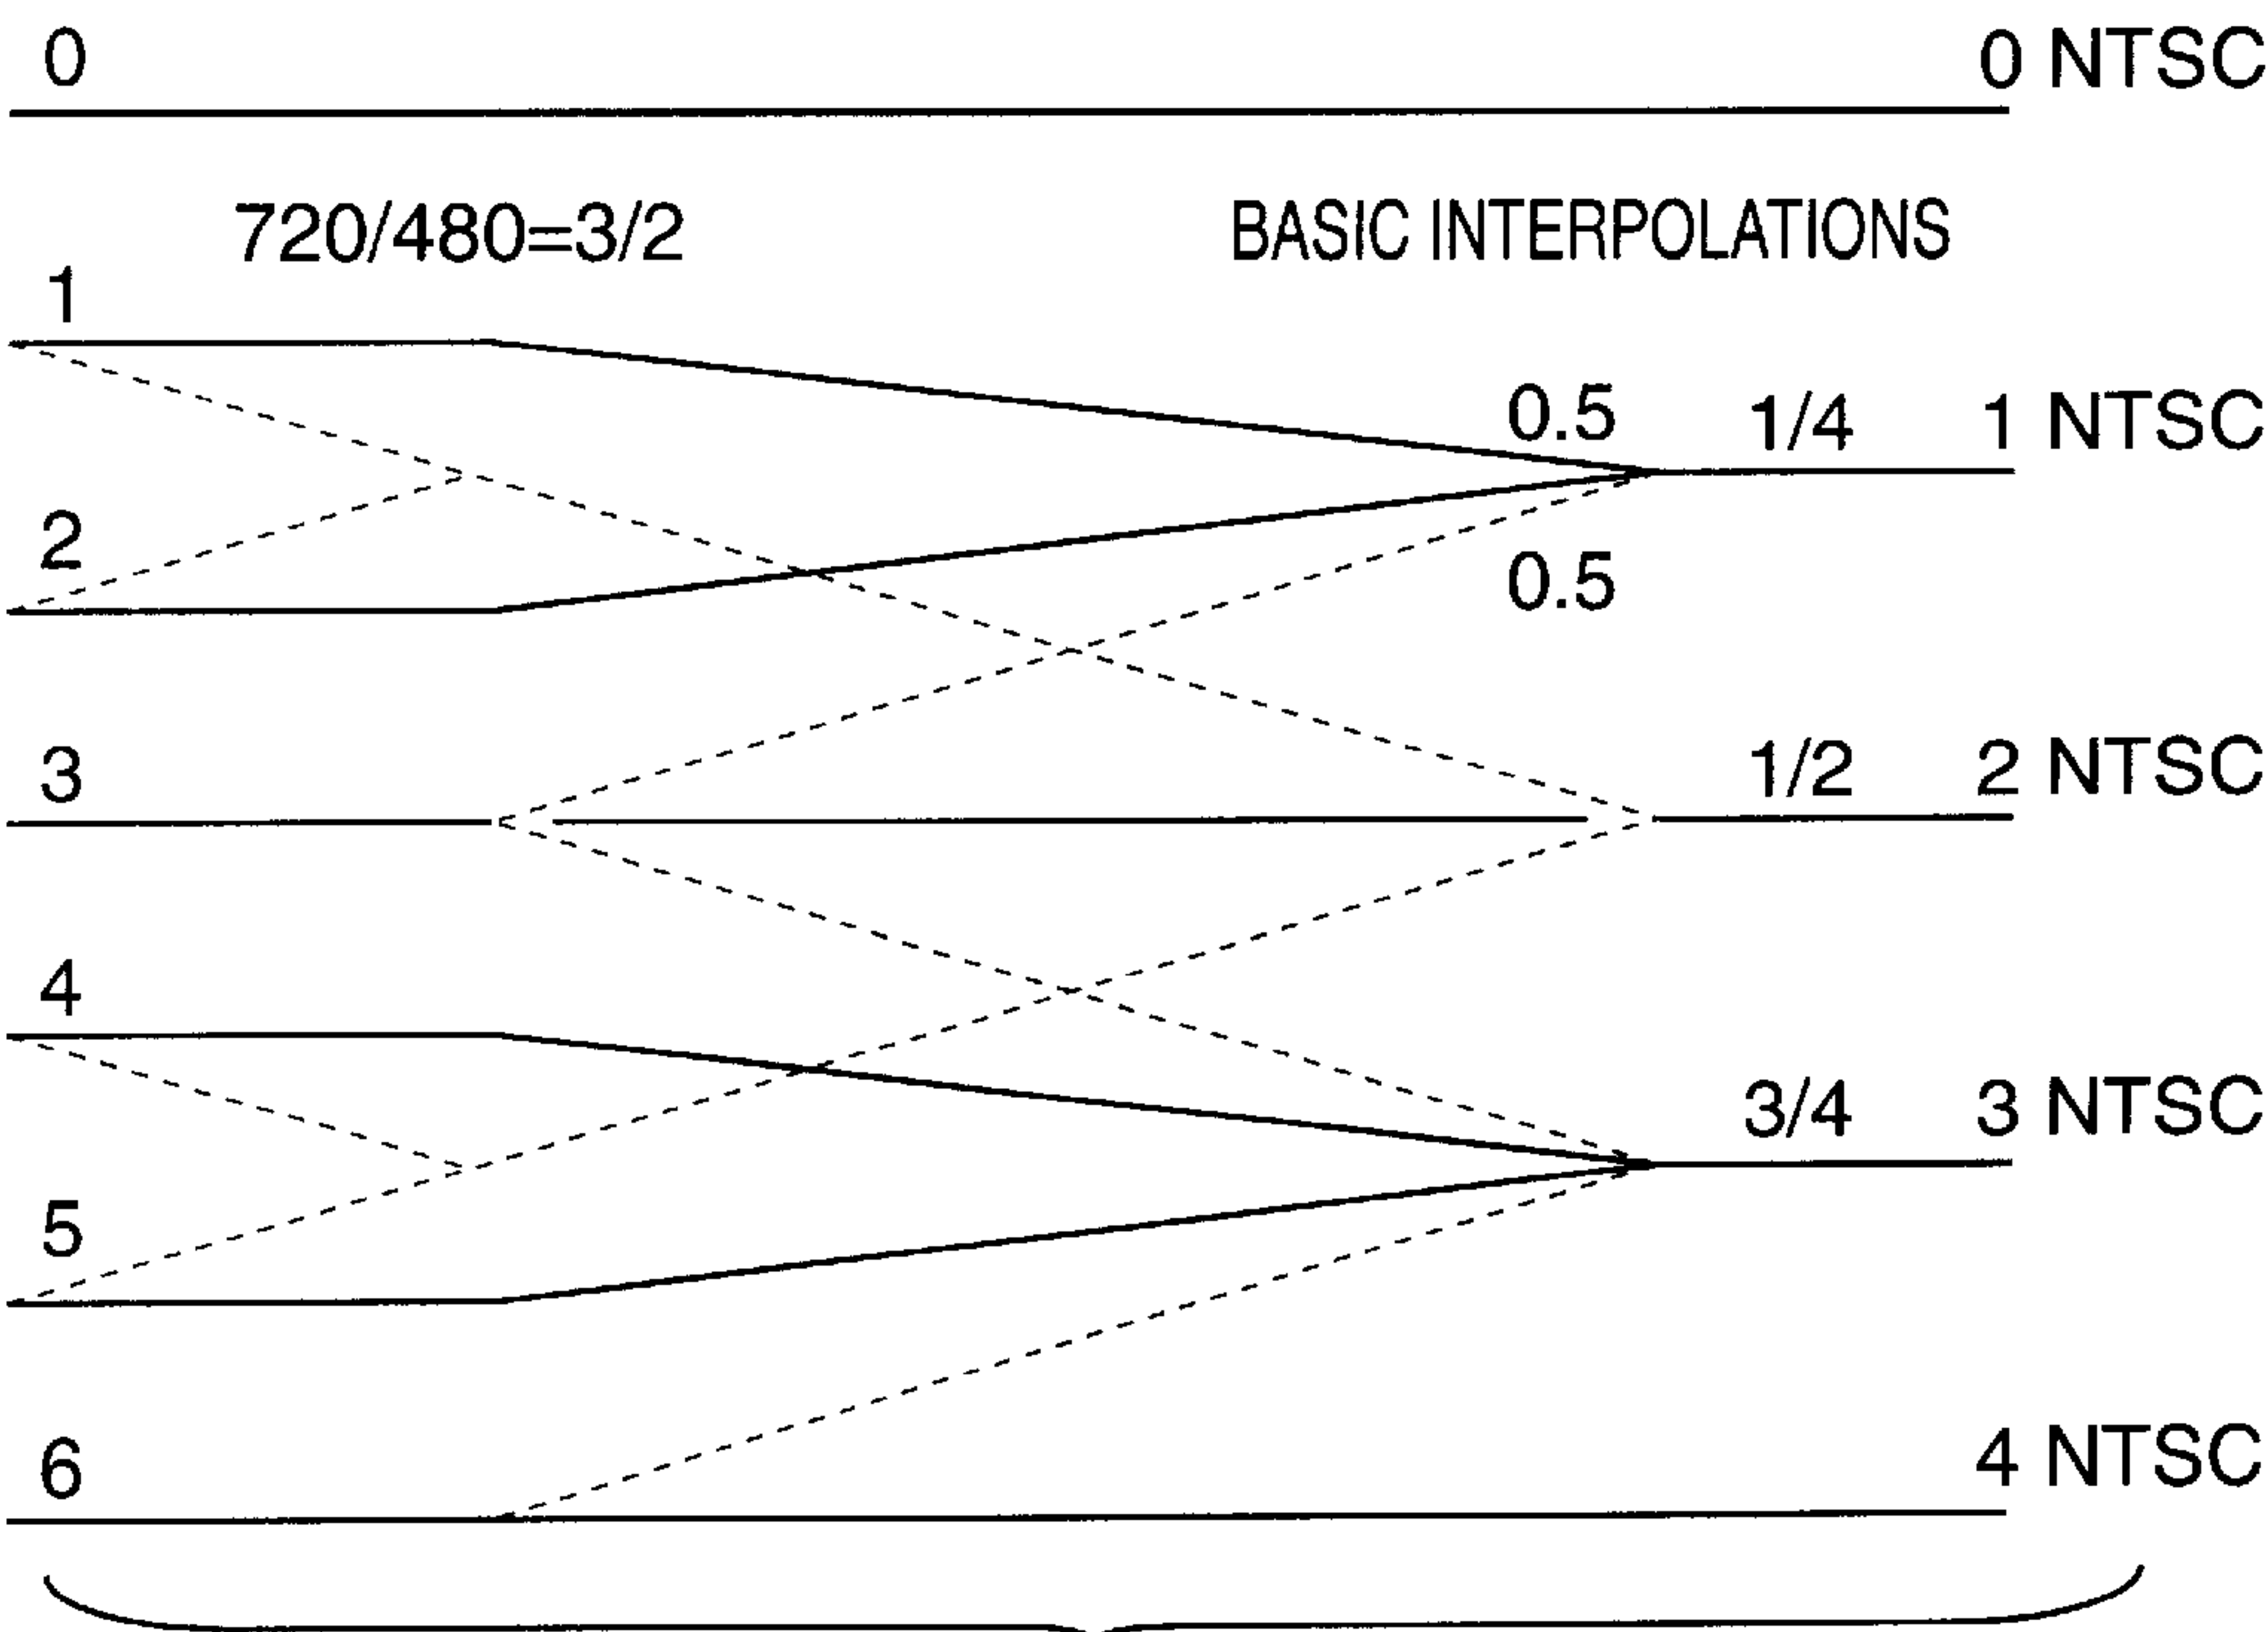 0
0 NTSC
720/480=3/2
BASIC INTERPOLATIONS
1
0.5
1/4
1 NTSC
2
0.5
3
1/2
2 NTSC
4
3/4
3 NTSC
5
6
4 NTSC